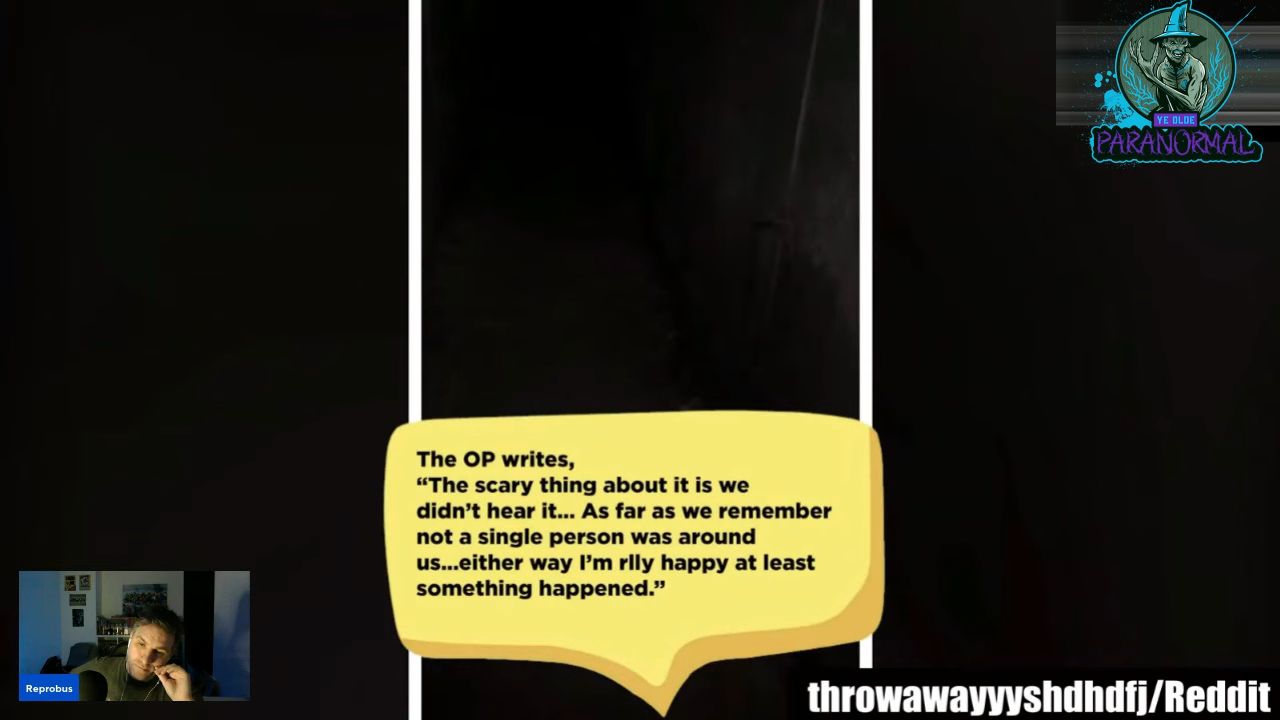 YE OLDE
PARANORMAL
The OP writes,
“The scary thing about it is we
didn’t hear it... As far as we remember
not a single person was around
us...either way I’m rlly happy at least
something happened.”
Reprobus
throwawayyyshdhdfj/Reddit